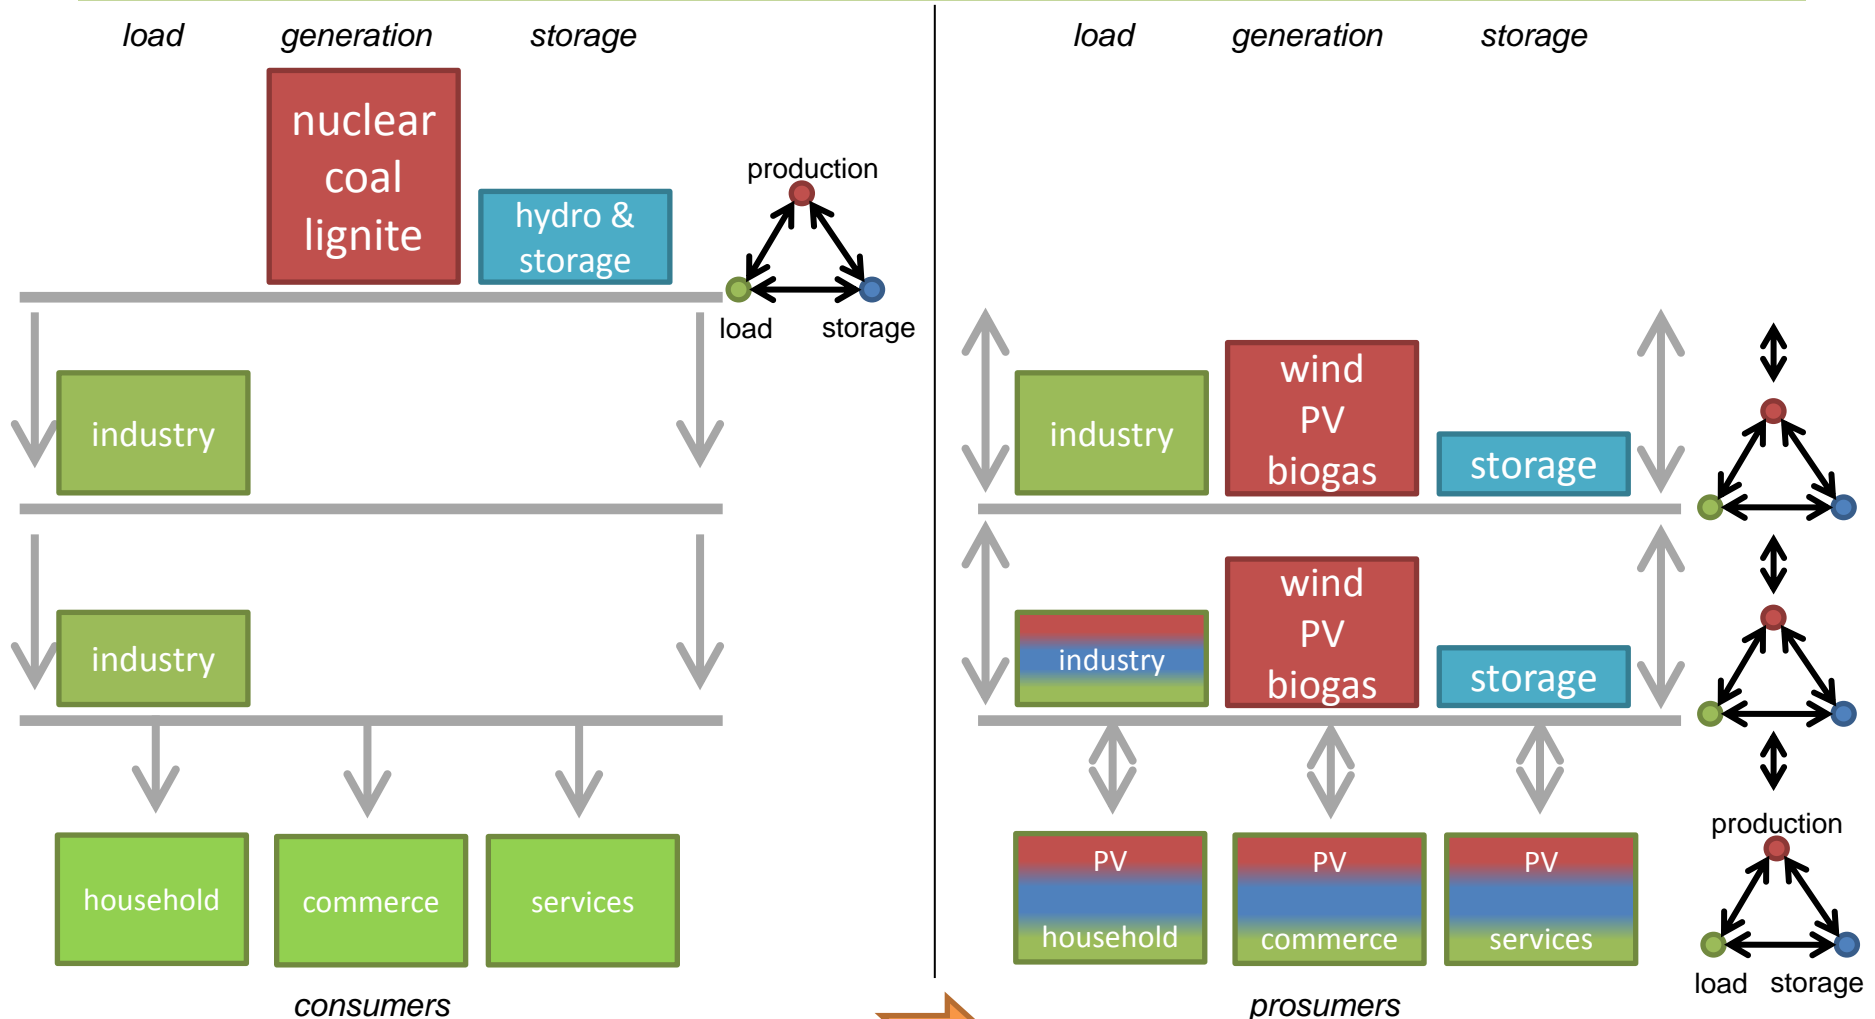 load generation storage
nuclear
coal
lignite
hydro &
storage
production
load storage
industry
industry
household commerce services
consumers
load generation storage
wind
PV
biogas
industry
storage
wind
PV
biogas
industry
storage
PV PV PV
household commerce services
production
load storage
prosumers